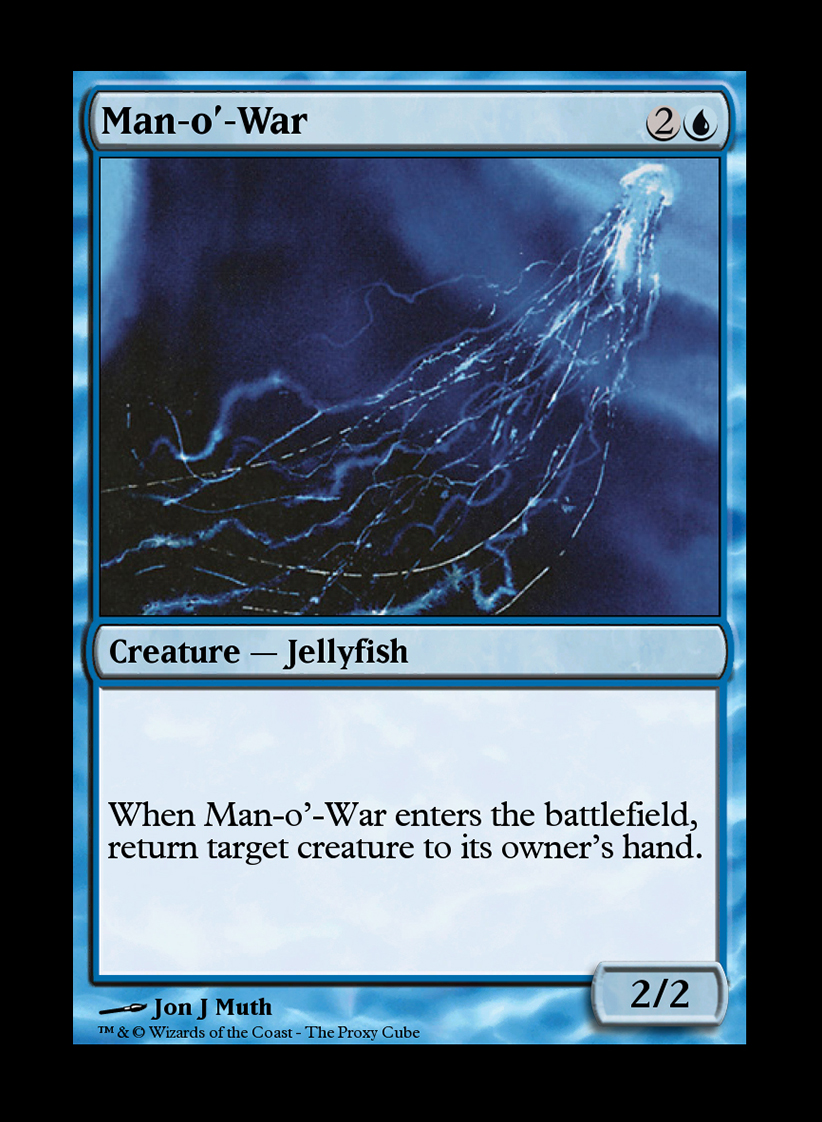 Man-o′-War 2
Creature — Jellyfish
When Man-o’-War enters the battlefield,
return target creature to its owner’s hand.
2/2
Jon J Muth
™ & © Wizards of the Coast - The Proxy Cube